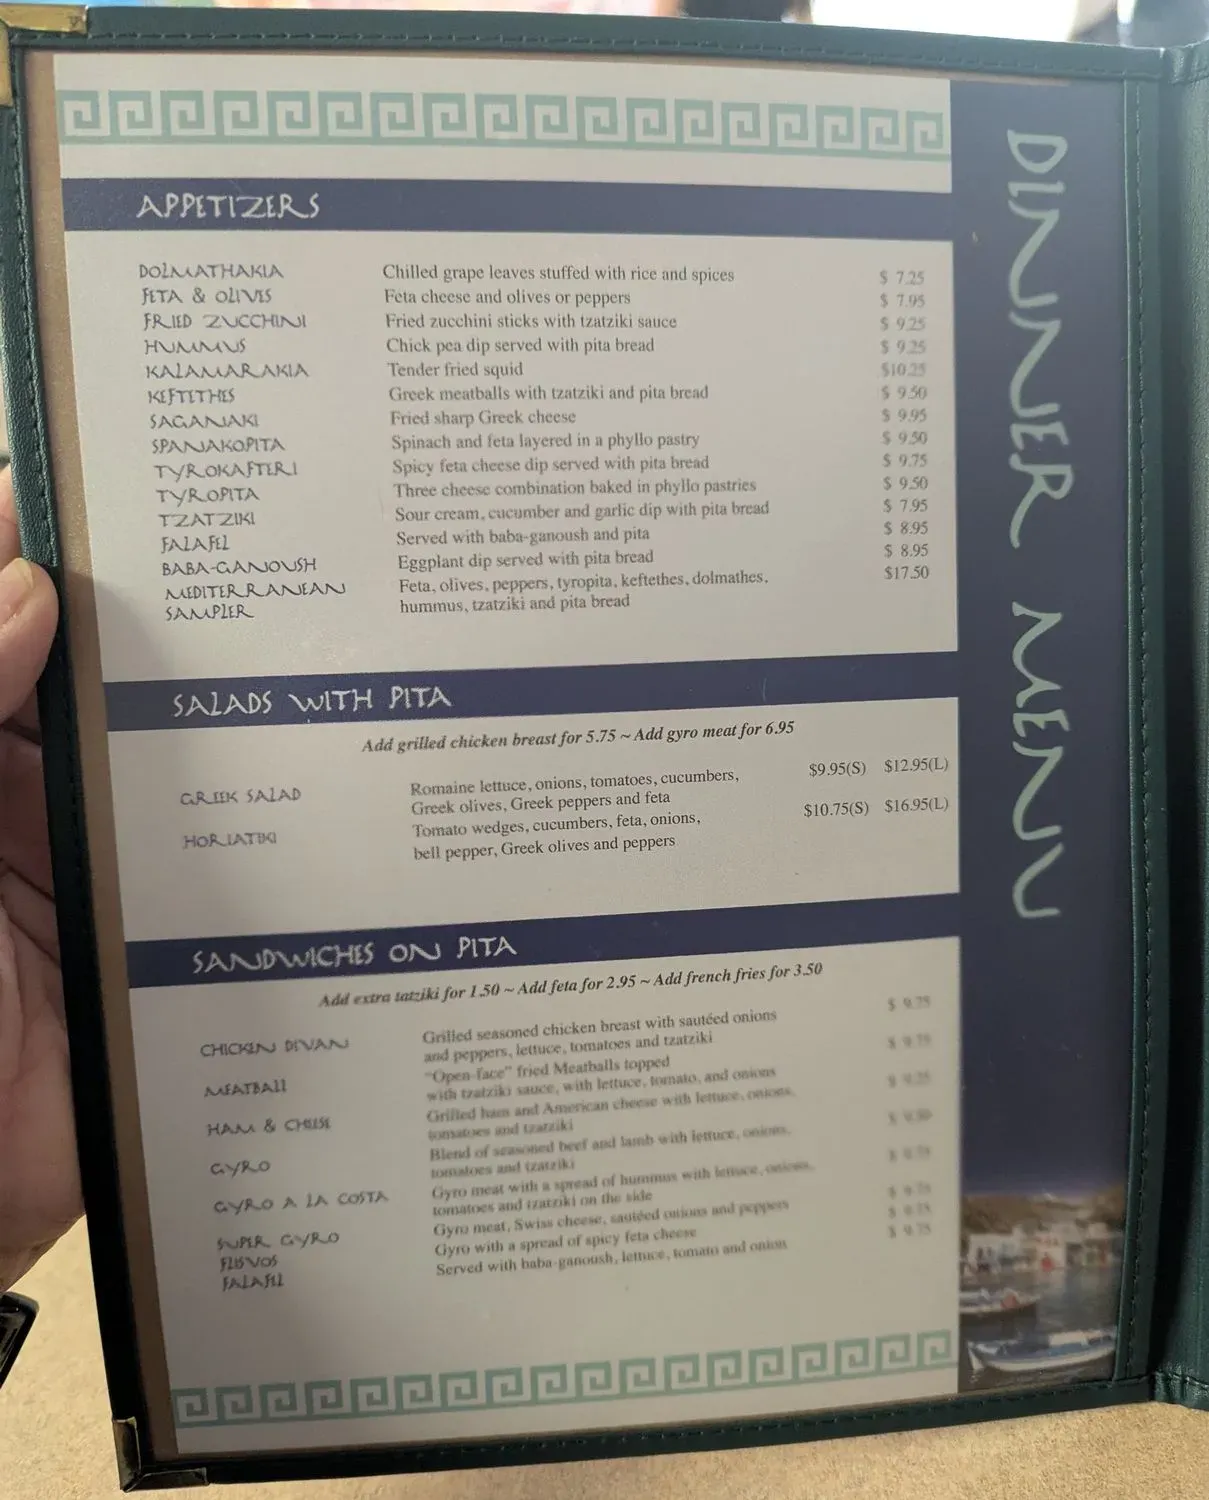 DINNER MENU
APPETIZERS
DOLMATHAKIA Chilled grape leaves stuffed with rice and spices $ 7.25
FETA & OLIVES Feta cheese and olives or peppers $ 7.95
FRIED ZUCCHINI Fried zucchini sticks with tzatziki sauce $ 9.25
HUMMUS Chick pea dip served with pita bread $ 9.25
KALAMARAKIA Tender fried squid $10.25
KEFTETHES Greek meatballs with tzatziki and pita bread $ 9.50
SAGANAKI Fried sharp Greek cheese $ 9.95
SPANAKOPITA Spinach and feta layered in a phyllo pastry $ 9.50
TYROKAFTERI Spicy feta cheese dip served with pita bread $ 9.75
TYROPITA Three cheese combination baked in phyllo pastries $ 9.50
TZATZIKI Sour cream, cucumber and garlic dip with pita bread $ 7.95
FALAFEL Served with baba-ganoush and pita $ 8.95
BABA-GANOUSH Eggplant dip served with pita bread $ 8.95
MEDITERRANEAN Feta, olives, peppers, tyropita, keftethes, dolmathes, $17.50
SAMPLER hummus, tzatziki and pita bread
SALADS WITH PITA
Add grilled chicken breast for 5.75 ~ Add gyro meat for 6.95
GREEK SALAD Romaine lettuce, onions, tomatoes, cucumbers, $9.95(S) $12.95(L)
Greek olives, Greek peppers and feta
HORIATIKI Tomato wedges, cucumbers, feta, onions, $10.75(S) $16.95(L)
bell pepper, Greek olives and peppers
SANDWICHES ON PITA
Add extra tatziki for 1.50 ~ Add feta for 2.95 ~ Add french fries for 3.50
CHICKEN DIVAN Grilled seasoned chicken breast with sautéed onions $ 9.75
and peppers, lettuce, tomatoes and tzatziki
MEATBALL "Open-face" fried Meatballs topped
with tzatziki sauce, with lettuce, tomato, and onions
HAM & CHEESE Grilled ham and American cheese with lettuce, onions,
tomatoes and tzatziki
GYRO Blend of seasoned beef and lamb with lettuce, onions,
tomatoes and tzatziki
GYRO A LA COSTA Gyro meat with a spread of hummus with lettuce, onions,
tomatoes and tzatziki on the side
SUPER GYRO Gyro meat, Swiss cheese, sautéed onions and peppers
FLISVOS Gyro with a spread of spicy feta cheese
FALAFEL Served with baba-ganoush, lettuce, tomato and onion